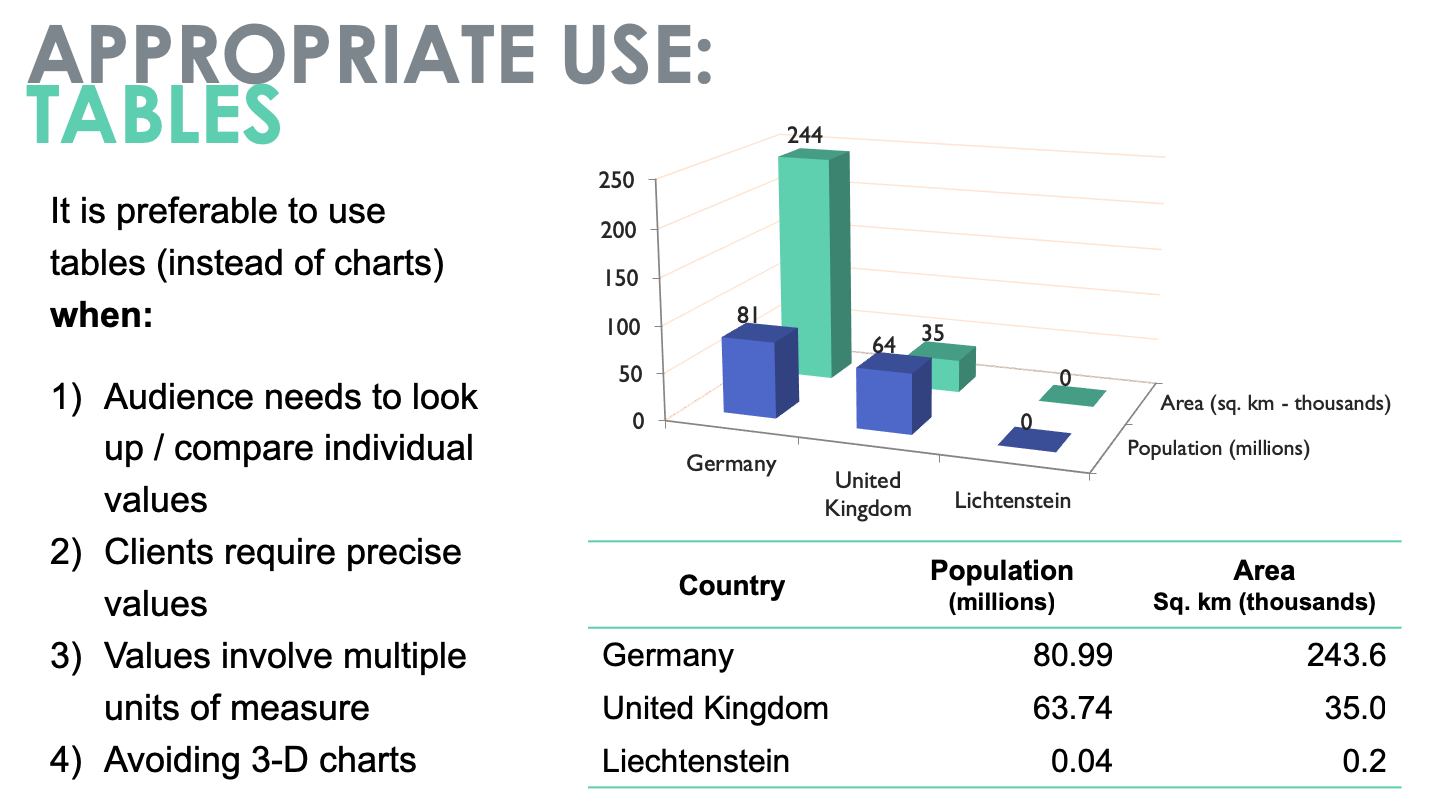 APPROPRIATE USE:
TABLES
It is preferable to use
tables (instead of charts)
when:
1) Audience needs to look
up / compare individual
values
2) Clients require precise
values
3) Values involve multiple
units of measure
4) Avoiding 3-D charts
244
250
200
150
100
50
0
81
64
35
0
0
Area (sq. km - thousands)
Population (millions)
Germany
United
Kingdom
Lichtenstein
Country Population Area
(millions) Sq. km (thousands)
Germany 80.99 243.6
United Kingdom 63.74 35.0
Liechtenstein 0.04 0.2